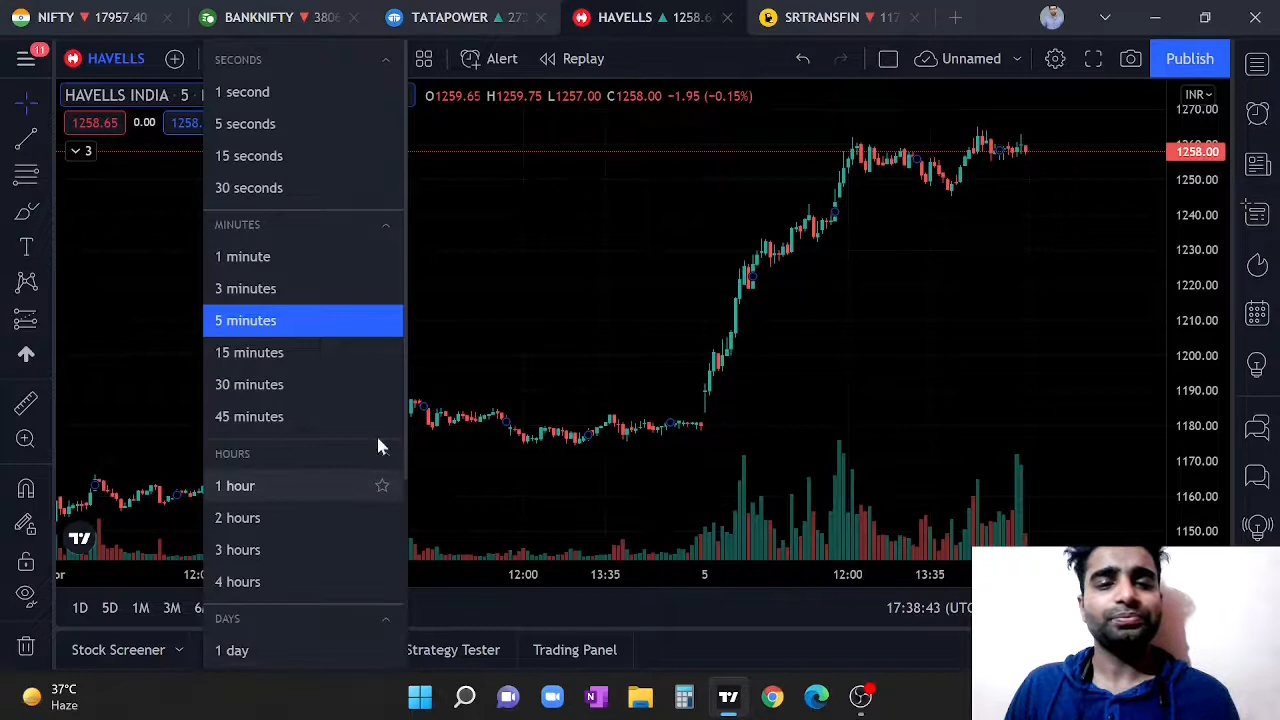 NIFTY ▼ 17957.40
BANKNIFTY ▼ 3806
TATAPOWER ▲ 27
HAVELLS ▲ 1258.6
SRTRANSFIN ▼ 117
11
HAVELLS
Alert
Replay
Unnamed
Publish
HAVELLS INDIA · 5
O1259.65 H1259.75 L1257.00 C1258.00 −1.95 (−0.15%)
INR
1258.65
0.00
1258.
3
SECONDS
1 second
5 seconds
15 seconds
30 seconds
MINUTES
1 minute
3 minutes
5 minutes
15 minutes
30 minutes
45 minutes
HOURS
1 hour
2 hours
3 hours
4 hours
DAYS
1 day
1270.00
1258.00
1250.00
1240.00
1230.00
1220.00
1210.00
1200.00
1190.00
1180.00
1170.00
1160.00
1150.00
12:00
13:35
5
12:00
13:35
1D
5D
1M
3M
17:38:43 (UTC
Stock Screener
Strategy Tester
Trading Panel
37°C
Haze